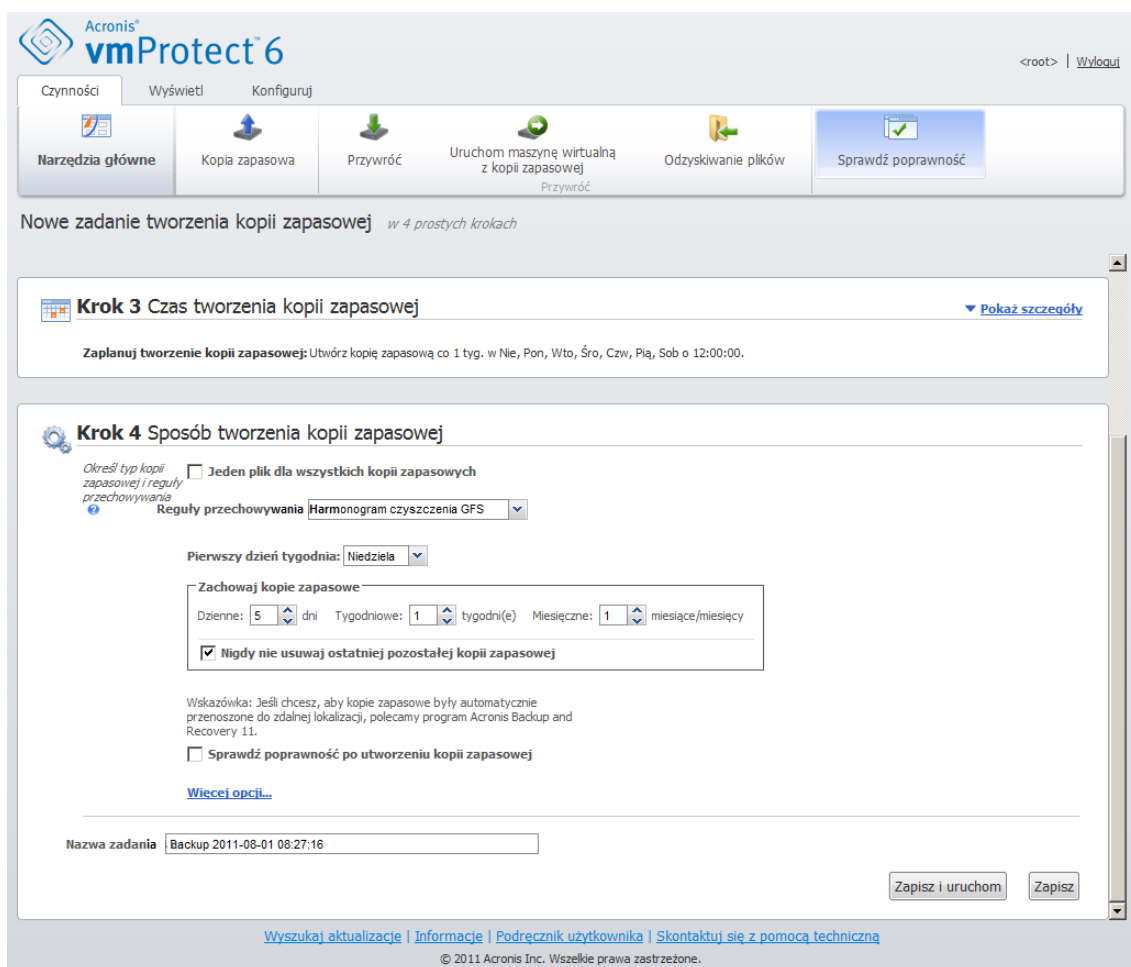 Acronis®
vmProtect™6
<root> | Wyloguj
Czynności Wyświetl Konfiguruj
Narzędzia główne
Kopia zapasowa
Przywróć
Uruchom maszynę wirtualną
z kopii zapasowej
Odzyskiwanie plików
Sprawdź poprawność
Przywróć
Nowe zadanie tworzenia kopii zapasowej w 4 prostych krokach
Krok 3 Czas tworzenia kopii zapasowej
Pokaż szczegóły
Zaplanuj tworzenie kopii zapasowej: Utwórz kopię zapasową co 1 tyg. w Nie, Pon, Wto, Śro, Czw, Pią, Sob o 12:00:00.
Krok 4 Sposób tworzenia kopii zapasowej
Określ typ kopii
zapasowej i reguły
przechowywania
Jeden plik dla wszystkich kopii zapasowych
Reguły przechowywania Harmonogram czyszczenia GFS
Pierwszy dzień tygodnia: Niedziela
Zachowaj kopie zapasowe
Dzienne: 5 dni Tygodniowe: 1 tygodni(e) Miesięczne: 1 miesiące/miesięcy
Nigdy nie usuwaj ostatniej pozostałej kopii zapasowej
Wskazówka: Jeśli chcesz, aby kopie zapasowe były automatycznie
przenoszone do zdalnej lokalizacji, polecamy program Acronis Backup and
Recovery 11.
Sprawdź poprawność po utworzeniu kopii zapasowej
Więcej opcji...
Nazwa zadania Backup 2011-08-01 08:27:16
Zapisz i uruchom Zapisz
Wyszukaj aktualizacje | Informacje | Podręcznik użytkownika | Skontaktuj się z pomocą techniczną
© 2011 Acronis Inc. Wszelkie prawa zastrzeżone.